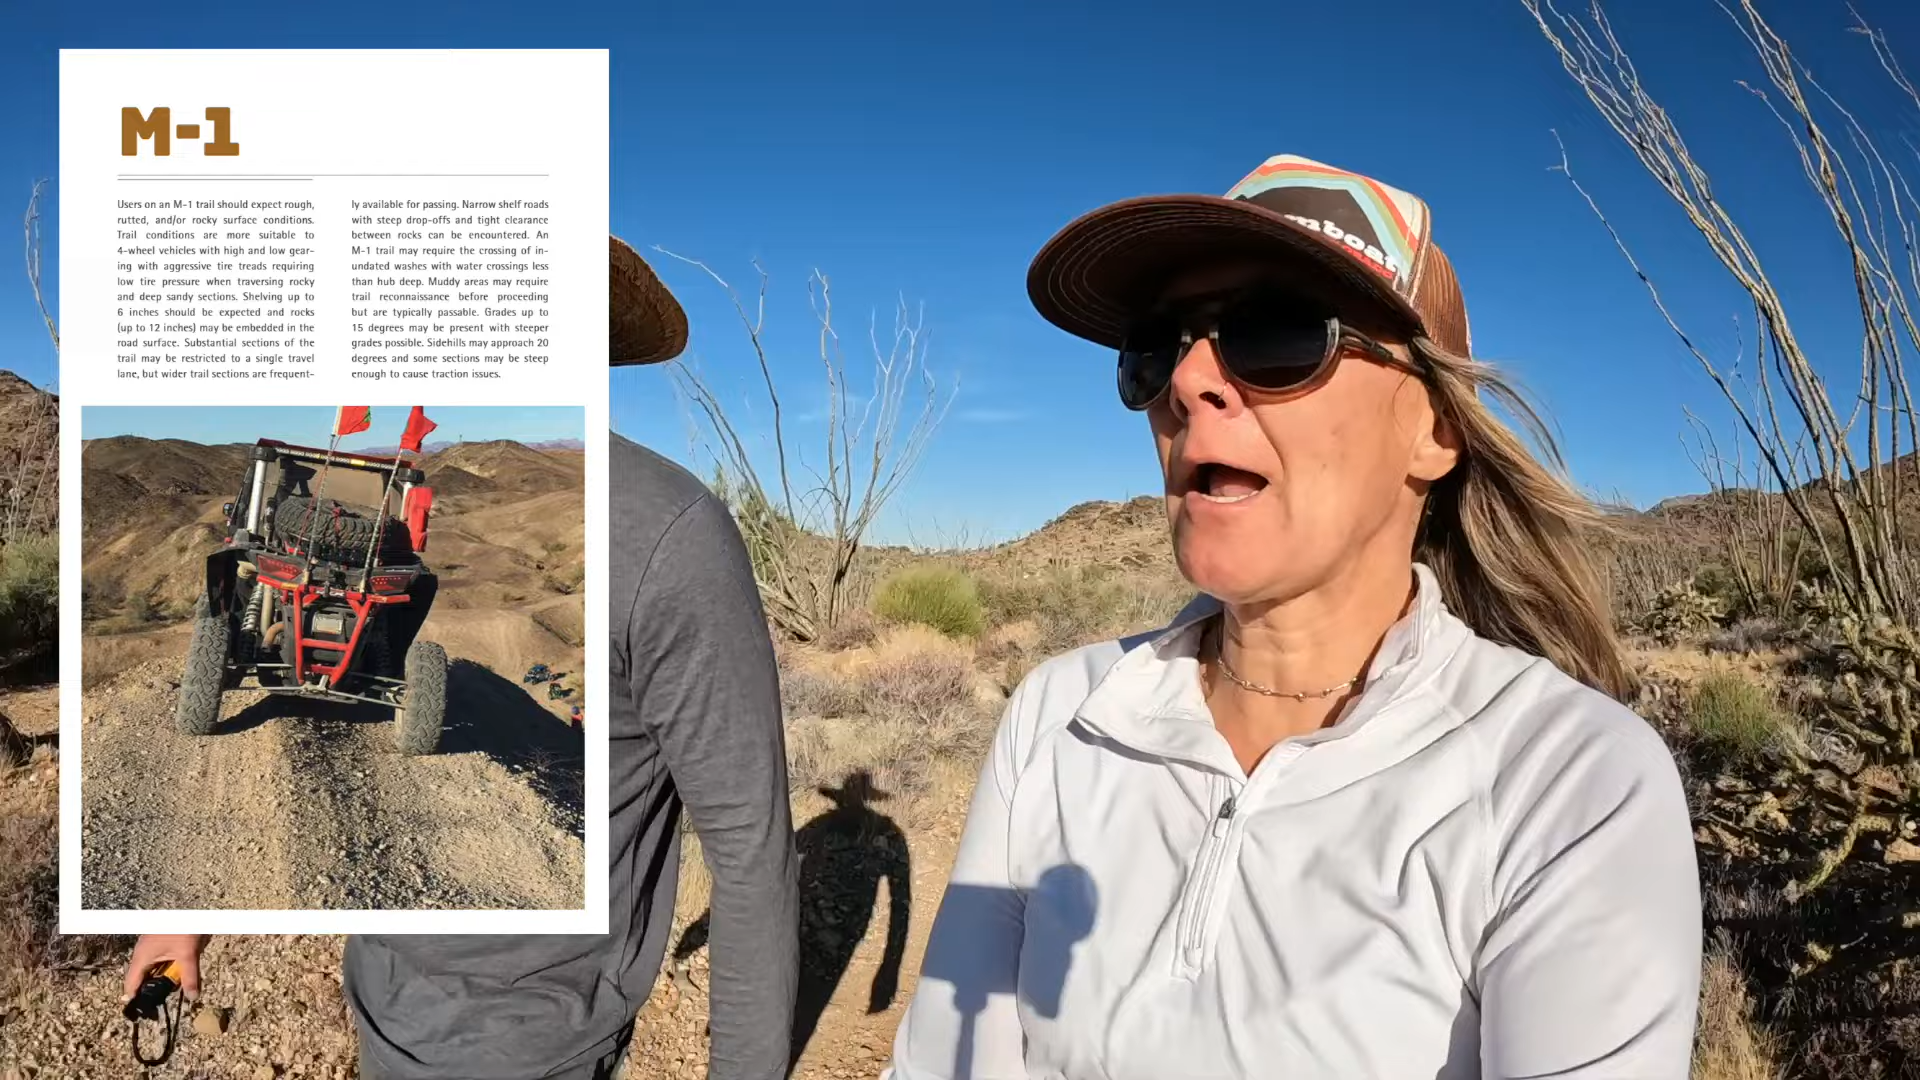 M-1
Users on an M-1 trail should expect rough,
rutted, and/or rocky surface conditions.
Trail conditions are more suitable to
4-wheel vehicles with high and low gear-
ing with aggressive tire treads requiring
low tire pressure when traversing rocky
and deep sandy sections. Shelving up to
6 inches should be expected and rocks
(up to 12 inches) may be embedded in the
road surface. Substantial sections of the
trail may be restricted to a single travel
lane, but wider trail sections are frequent-
ly available for passing. Narrow shelf roads
with steep drop-offs and tight clearance
between rocks can be encountered. An
M-1 trail may require the crossing of in-
undated washes with water crossings less
than hub deep. Muddy areas may require
trail reconnaissance before proceeding
but are typically passable. Grades up to
15 degrees may be present with steeper
grades possible. Sidehills may approach 20
degrees and some sections may be steep
enough to cause traction issues.